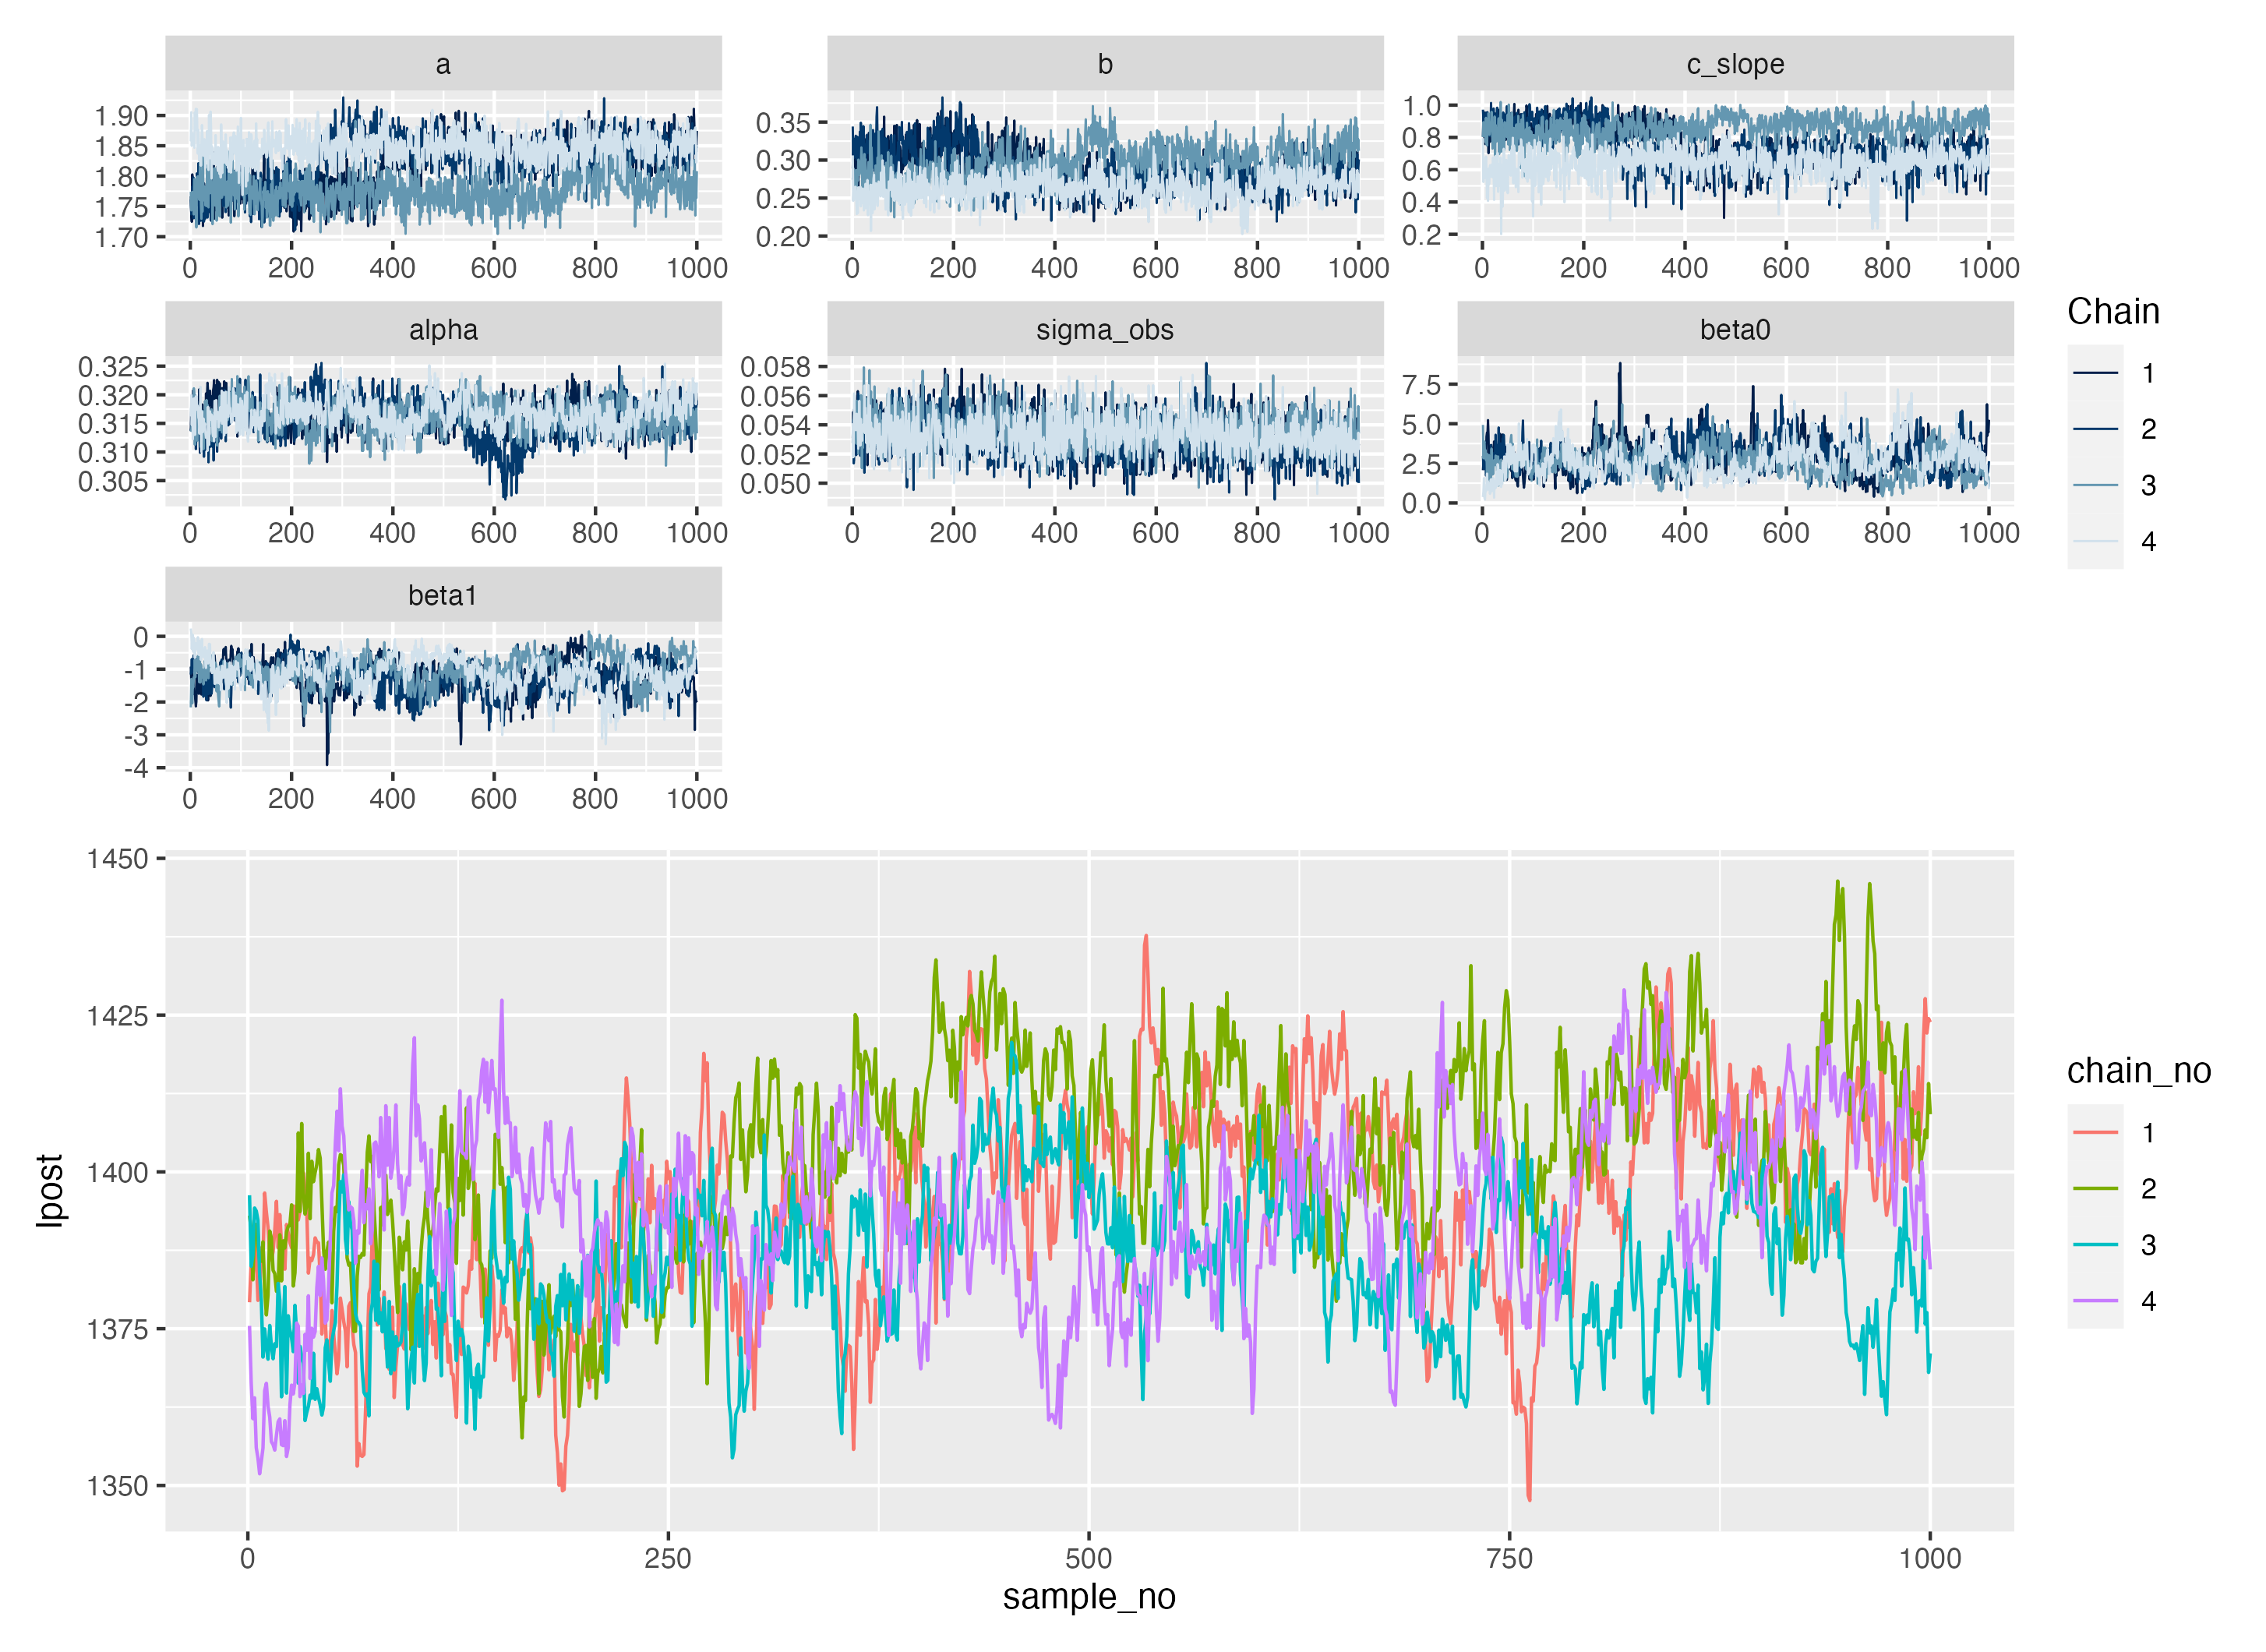 a
b
c_slope
1.90
1.85
1.80
1.75
1.70
0 200 400 600 800 1000
0.35
0.30
0.25
0.20
0 200 400 600 800 1000
1.0
0.8
0.6
0.4
0.2
0 200 400 600 800 1000
alpha
sigma_obs
beta0
0.325
0.320
0.315
0.310
0.305
0 200 400 600 800 1000
0.058
0.056
0.054
0.052
0.050
0 200 400 600 800 1000
7.5
5.0
2.5
0.0
0 200 400 600 800 1000
beta1
0
-1
-2
-3
-4
0 200 400 600 800 1000
Chain
1
2
3
4
lpost
1450
1425
1400
1375
1350
0 250 500 750 1000
sample_no
chain_no
1
2
3
4